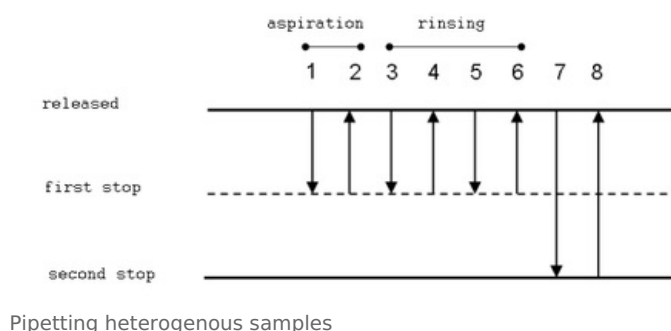 aspiration rinsing
1 2 3 4 5 6 7 8
released
first stop
second stop
Pipetting heterogenous samples